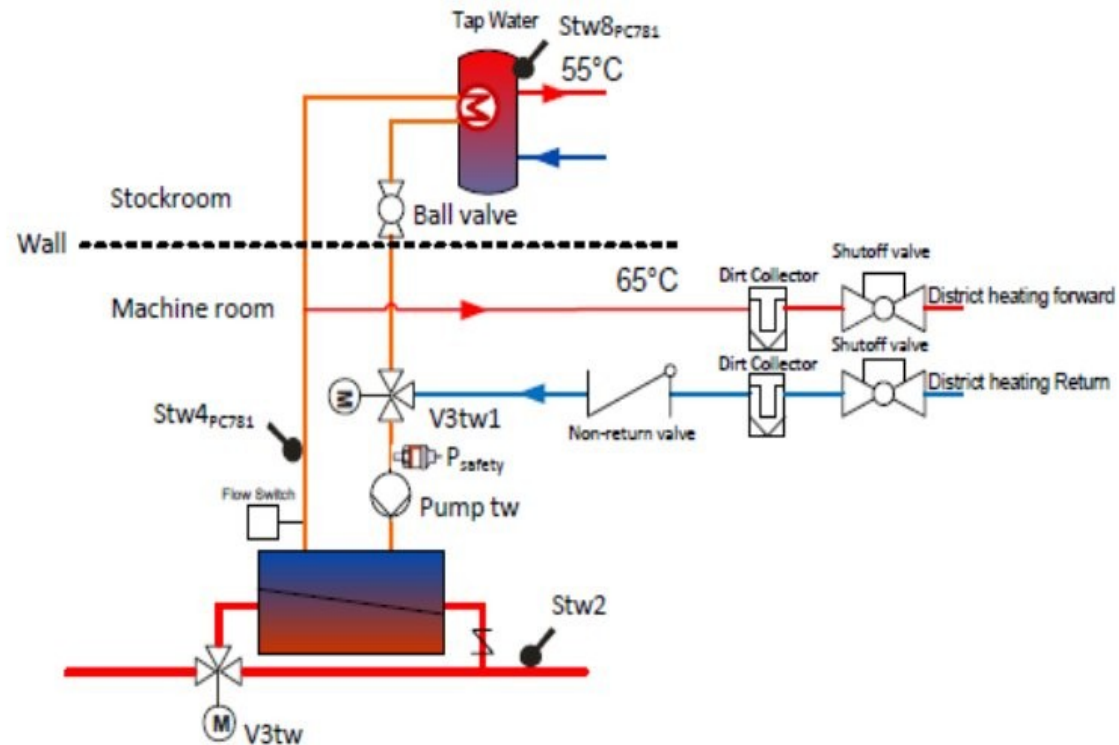 Tap Water
Stw8PC781
55°C
M
Stockroom
Ball valve
Wall
65°C
Machine room
Dirt Collector
Shutoff valve
District heating forward
Dirt Collector
Shutoff valve
District heating Return
M
V3tw1
Non-return valve
Stw4PC781
Psafety
Flow Switch
Pump tw
Stw2
M
V3tw